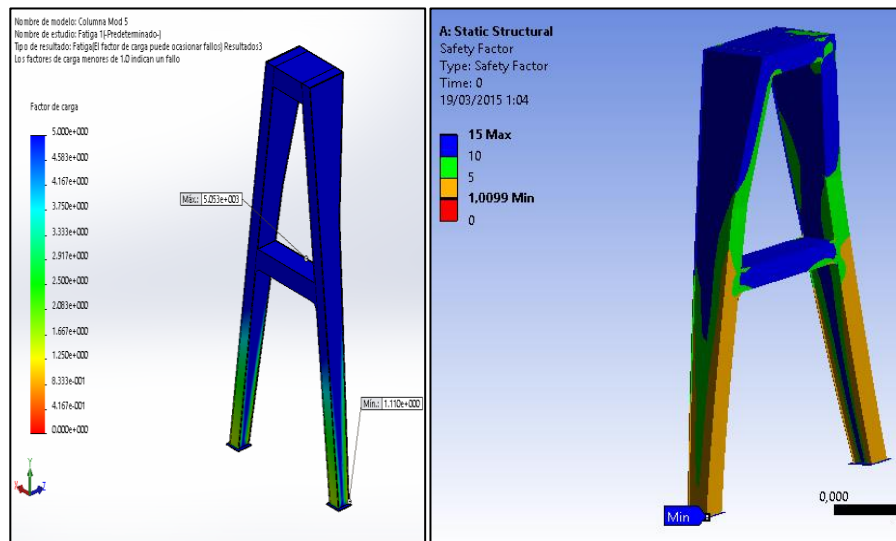 Nombre de modelo: Columna Mod 5
Nombre de estudio: Fatiga 1(-Predeterminado-)
Tipo de resultado: Fatiga(El factor de carga puede ocasionar fallos) Resultados3
Los factores de carga menores de 1.0 indican un fallo
Factor de carga
5.000e+000
4.583e+000
4.167e+000
3.750e+000
3.333e+000
2.917e+000
2.500e+000
2.083e+000
1.667e+000
1.250e+000
8.333e-001
4.167e-001
0.000e+000
Máx.: 5.053e+003
Mín.: 1.110e+000
Y
X
Z
A: Static Structural
Safety Factor
Type: Safety Factor
Time: 0
19/03/2015 1:04
15 Max
10
5
1,0099 Min
0
Min
0,000